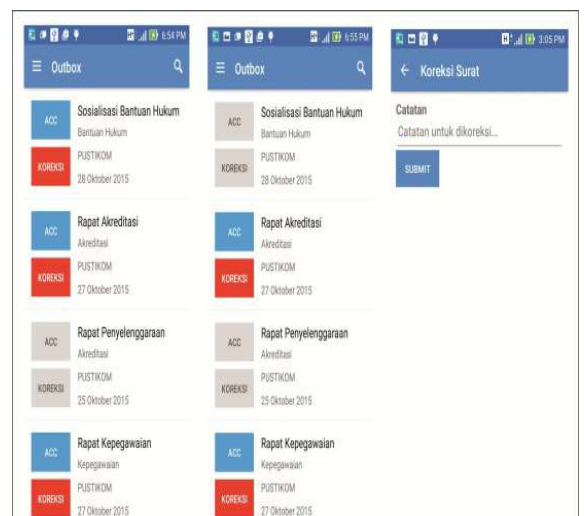 6:54 PM
Outbox
ACC
Sosialisasi Bantuan Hukum
Bantuan Hukum
KOREKSI
PUSTIKOM
28 Oktober 2015
ACC
Rapat Akreditasi
Akreditasi
KOREKSI
PUSTIKOM
27 Oktober 2015
ACC
Rapat Penyelenggaraan
Akreditasi
KOREKSI
PUSTIKOM
25 Oktober 2015
ACC
Rapat Kepegawaian
Kepegawaian
KOREKSI
PUSTIKOM
27 Oktober 2015
6:55 PM
Outbox
ACC
Sosialisasi Bantuan Hukum
Bantuan Hukum
KOREKSI
PUSTIKOM
28 Oktober 2015
ACC
Rapat Akreditasi
Akreditasi
KOREKSI
PUSTIKOM
27 Oktober 2015
ACC
Rapat Penyelenggaraan
Akreditasi
KOREKSI
PUSTIKOM
25 Oktober 2015
ACC
Rapat Kepegawaian
Kepegawaian
KOREKSI
PUSTIKOM
27 Oktober 2015
3:05 PM
Koreksi Surat
Catatan
Catatan untuk dikoreksi...
SUBMIT